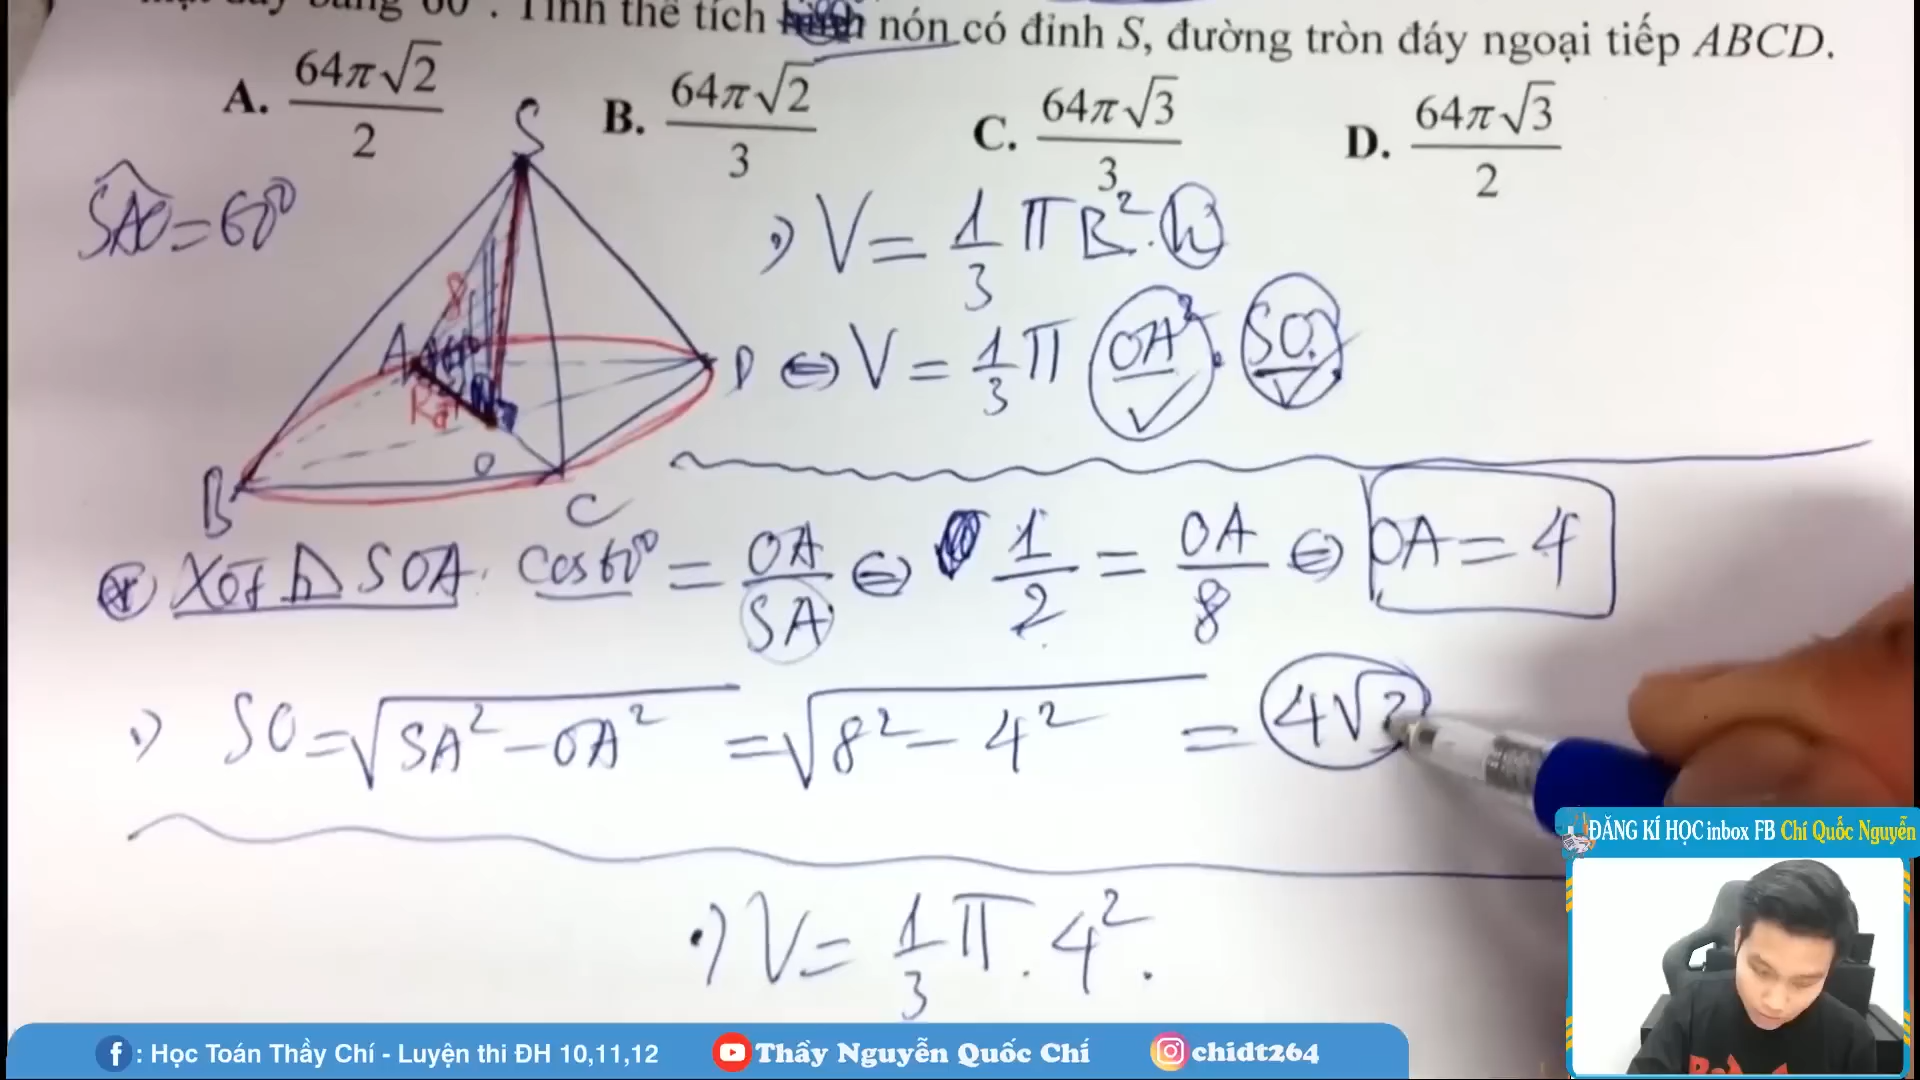 bằng 60°. Tính thể tích nón có đỉnh S, đường tròn đáy ngoại tiếp ABCD.
A. 64π√2/2 B. 64π√2/3 C. 64π√3/3 D. 64π√3/2
SAO = 60°
S
8
A
B
C
D
O
·) V = 1/3 π R². h
⇔ V = 1/3 π OA². SO
Xét Δ SOA. cos60° = OA/SA ⇔ 1/2 = OA/8 ⇔ OA = 4
·) SO = √SA² − OA² = √8² − 4² = 4√3
·) V = 1/3 π. 4².
ĐĂNG KÍ HỌC inbox FB Chí Quốc Nguyễn
: Học Toán Thầy Chí - Luyện thi ĐH 10,11,12 Thầy Nguyễn Quốc Chí chidt264